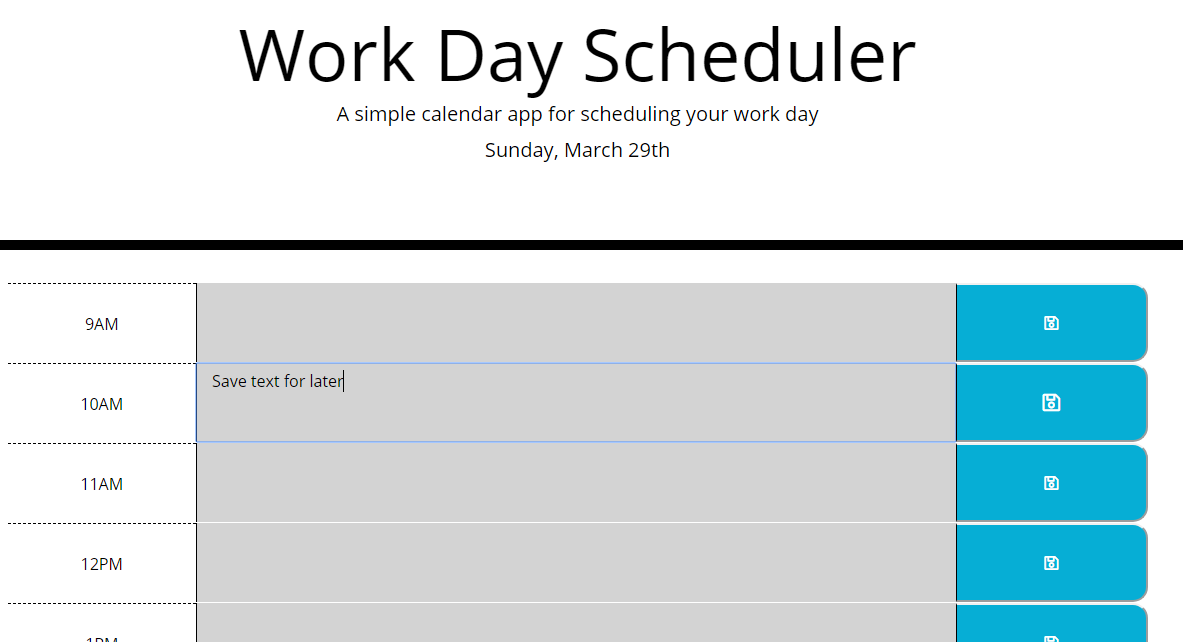 Work Day Scheduler
A simple calendar app for scheduling your work day
Sunday, March 29th
9AM
Save text for later
10AM
11AM
12PM
1PM